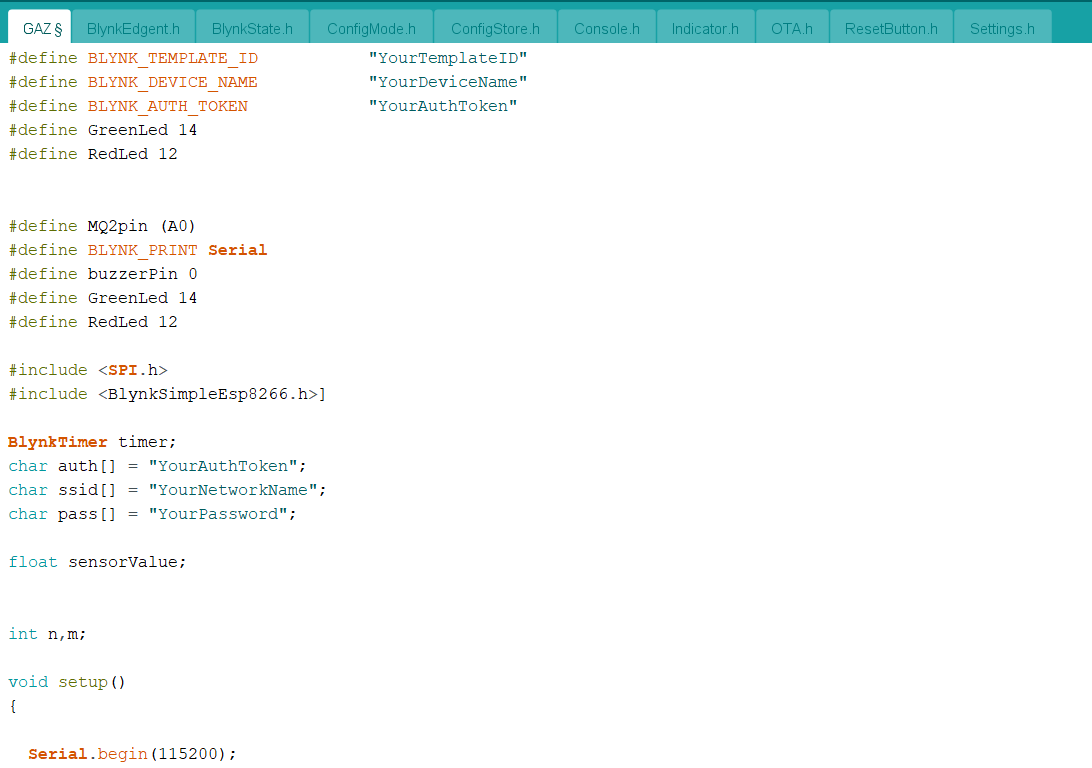 GAZ § BlynkEdgent.h BlynkState.h ConfigMode.h ConfigStore.h Console.h Indicator.h OTA.h ResetButton.h Settings.h
#define BLYNK_TEMPLATE_ID "YourTemplateID"
#define BLYNK_DEVICE_NAME "YourDeviceName"
#define BLYNK_AUTH_TOKEN "YourAuthToken"
#define GreenLed 14
#define RedLed 12
#define MQ2pin (A0)
#define BLYNK_PRINT Serial
#define buzzerPin 0
#define GreenLed 14
#define RedLed 12
#include <SPI.h>
#include <BlynkSimpleEsp8266.h>]
BlynkTimer timer;
char auth[] = "YourAuthToken";
char ssid[] = "YourNetworkName";
char pass[] = "YourPassword";
float sensorValue;
int n,m;
void setup()
{
Serial.begin(115200);